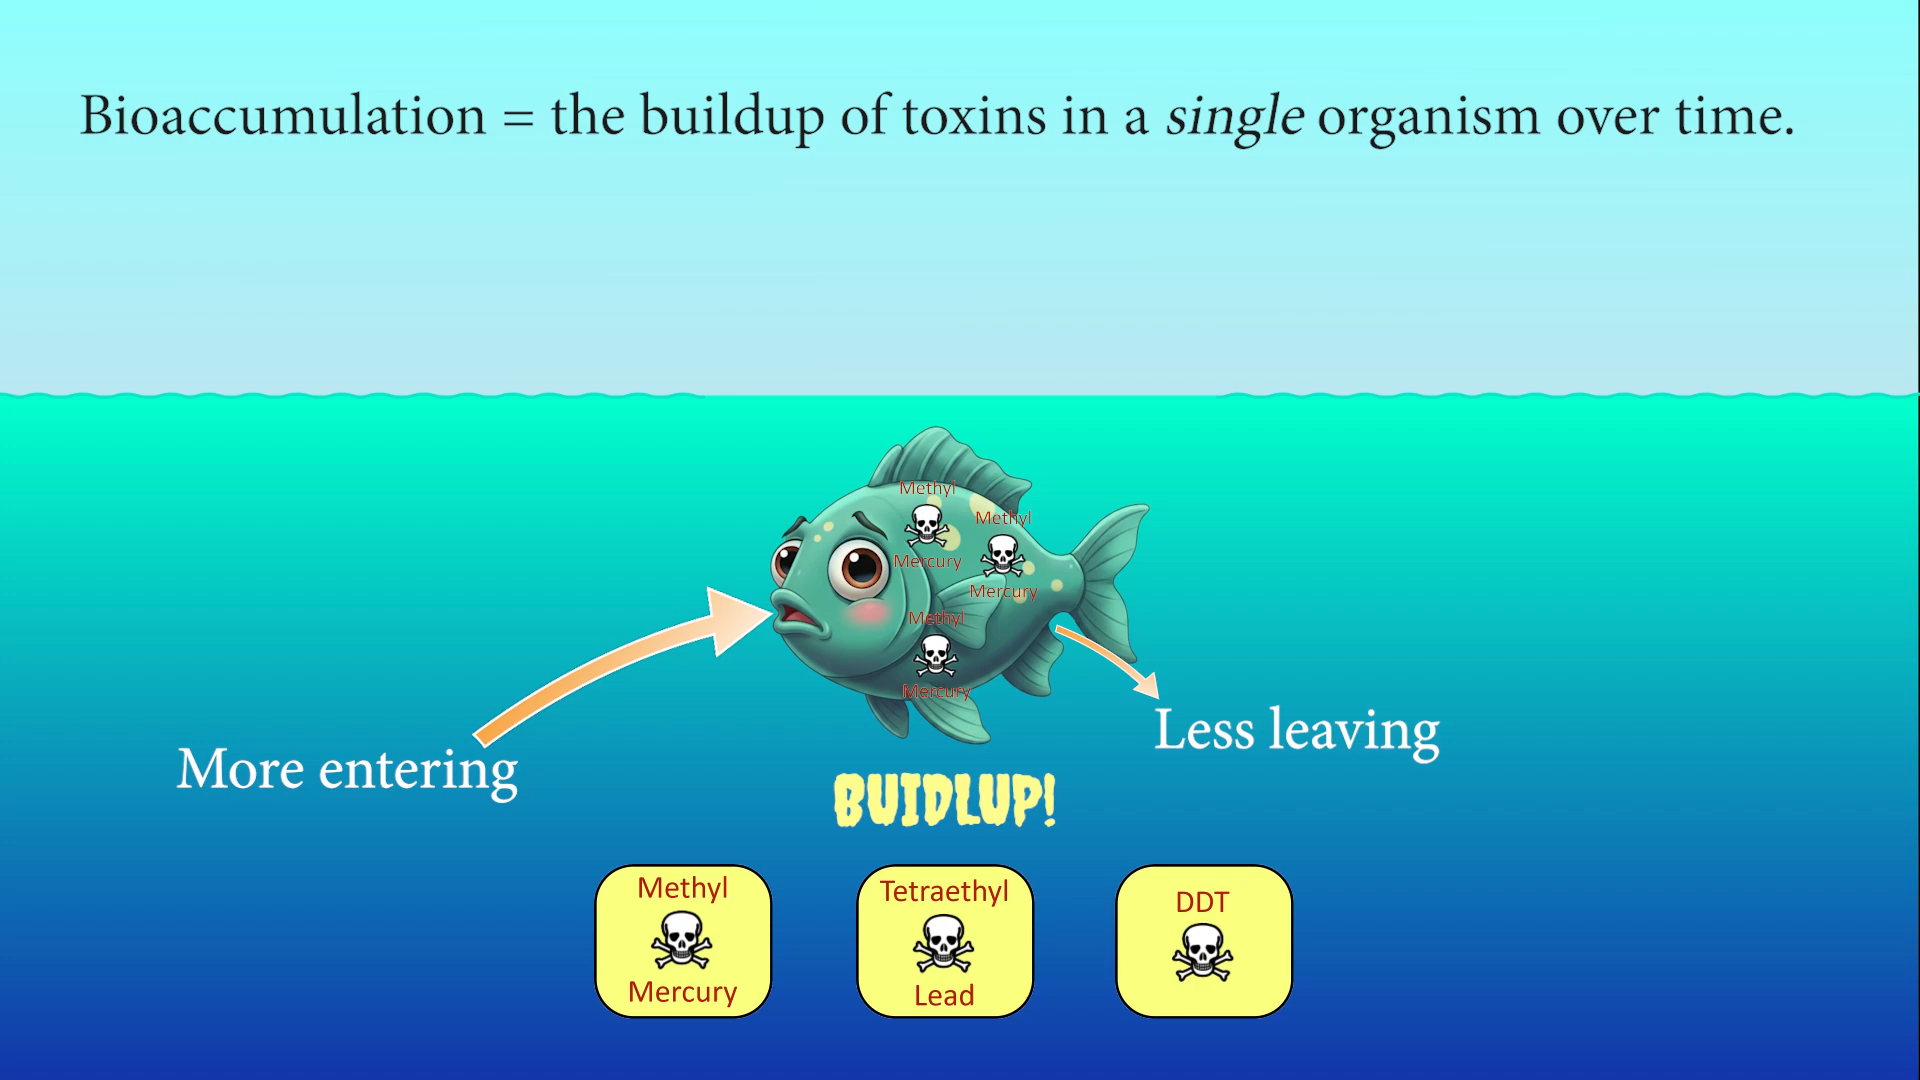 Bioaccumulation = the buildup of toxins in a single organism over time.
Methyl
Mercury
Methyl
Mercury
Methyl
Mercury
More entering
Less leaving
BUIDLUP!
Methyl
Mercury
Tetraethyl
Lead
DDT